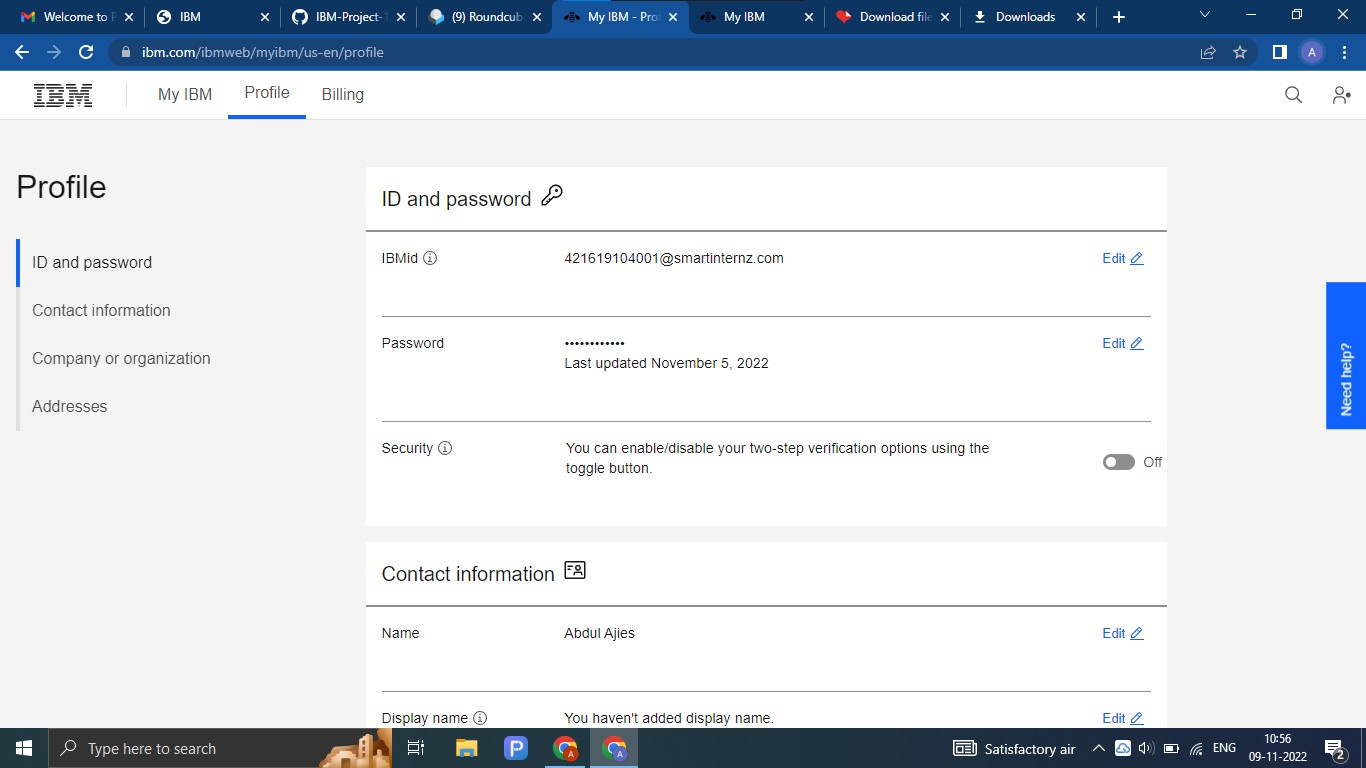 Welcome to P
IBM
IBM-Project-
(9) Roundcub
My IBM - Pro
My IBM
Download file
Downloads
ibm.com/ibmweb/myibm/us-en/profile
A
IBM
My IBM
Profile
Billing
Profile
ID and password
Contact information
Company or organization
Addresses
ID and password
IBMid
421619104001@smartinternz.com
Edit
Password
••••••••••••
Edit
Last updated November 5, 2022
Security
You can enable/disable your two-step verification options using the
toggle button.
Off
Need help?
Contact information
Name
Abdul Ajies
Edit
Display name
You haven't added display name.
Edit
Type here to search
P
A
A
Satisfactory air
ENG
10:56
09-11-2022
2